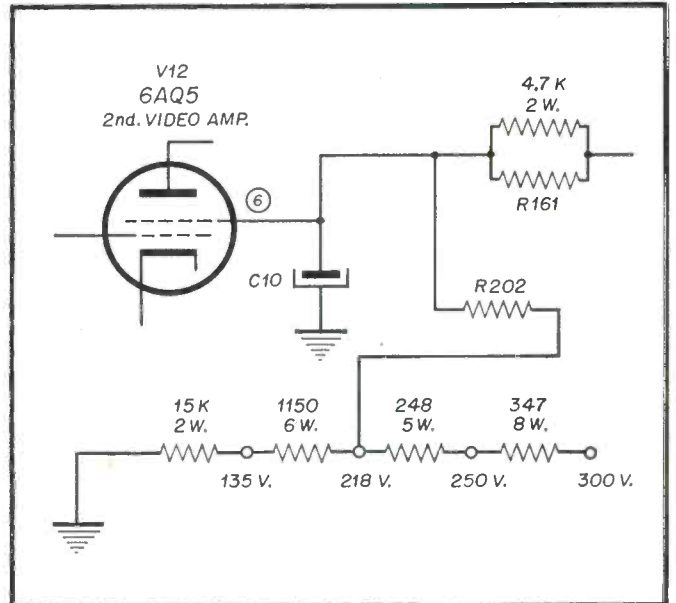 V12
6AQ5
2nd. VIDEO AMP.
4.7 K
2 W.
6
R161
C10
R202
15 K
2 W.
1150
6 W.
248
5 W.
347
8 W.
135 V.
218 V.
250 V.
300 V.